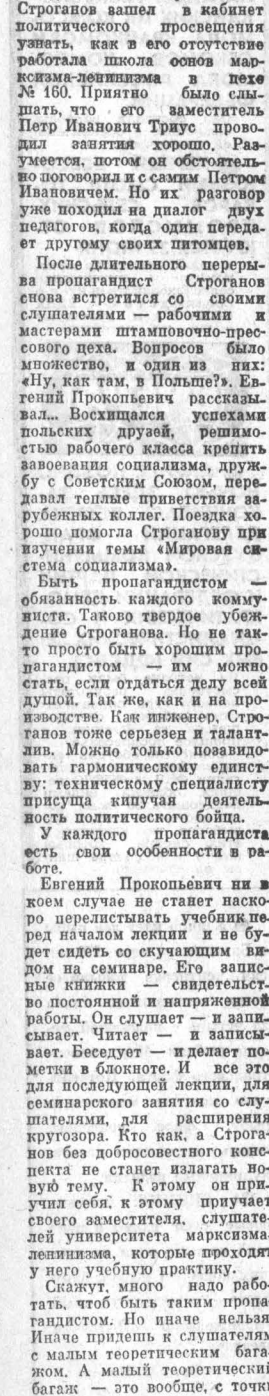 Строганов зашел в кабинет
политического просвещения
узнать, как в его отсутствие
работала школа основ мар-
ксизма-ленинизма в цехе
№ 160. Приятно было слы-
шать, что его заместитель
Петр Иванович Триус прово-
дил занятия хорошо. Раз-
умеется, потом он обстоятель-
но поговорил и с самим Петром
Ивановичем. Но их разговор
уже походил на диалог двух
педагогов, когда один переда-
ет другому своих питомцев.
После длительного переры-
ва пропагандист Строганов
снова встретился со своими
слушателями — рабочими и
мастерами штамповочно-прес-
сового цеха. Вопросов было
множество, и один из них:
«Ну, как там, в Польше?». Ев-
гений Прокопьевич рассказы-
вал... Восхищался успехами
польских друзей, решимо-
стью рабочего класса крепить
завоевания социализма, друж-
бу с Советским Союзом, пере-
давал теплые приветствия за-
рубежных коллег. Поездка хо-
рошо помогла Строганову при
изучении темы «Мировая си-
стема социализма».
Быть пропагандистом —
обязанность каждого комму-
ниста. Таково твердое убеж-
дение Строганова. Но не так-
то просто быть хорошим про-
пагандистом — им можно
стать, если отдаться делу всей
душой. Так же, как и на про-
изводстве. Как инженер, Стро-
ганов тоже серьезен и талант-
лив. Можно только позавидо-
вать гармоническому единст-
ву: техническому специалисту
присуща кипучая деятель-
ность политического бойца.
У каждого пропагандиста
есть свои особенности в ра-
боте.
Евгений Прокопьевич ни в
коем случае не станет наско-
ро перелистывать учебник пе-
ред началом лекции и не бу-
дет сидеть со скучающим ви-
дом на семинаре. Его запис-
ные книжки — свидетельст-
во постоянной и напряженной
работы. Он слушает — и запи-
сывает. Читает — и записы-
вает. Беседует — и делает по-
метки в блокноте. И все это
для последующей лекции, для
семинарского занятия со слу-
шателями, для расширения
кругозора. Кто как, а Строга-
нов без добросовестного конс-
пекта не станет излагать но-
вую тему. К этому он при-
учил себя, к этому приучает
своего заместителя, слушате-
лей университета марксизма-
ленинизма, которые проходят
у него учебную практику.
Скажут, много надо рабо-
тать, чтоб быть таким пропа-
гандистом. Но иначе нельзя
Иначе придешь к слушателям
с малым теоретическим бага-
жом. А малый теоретический
багаж — это вообще, с точки